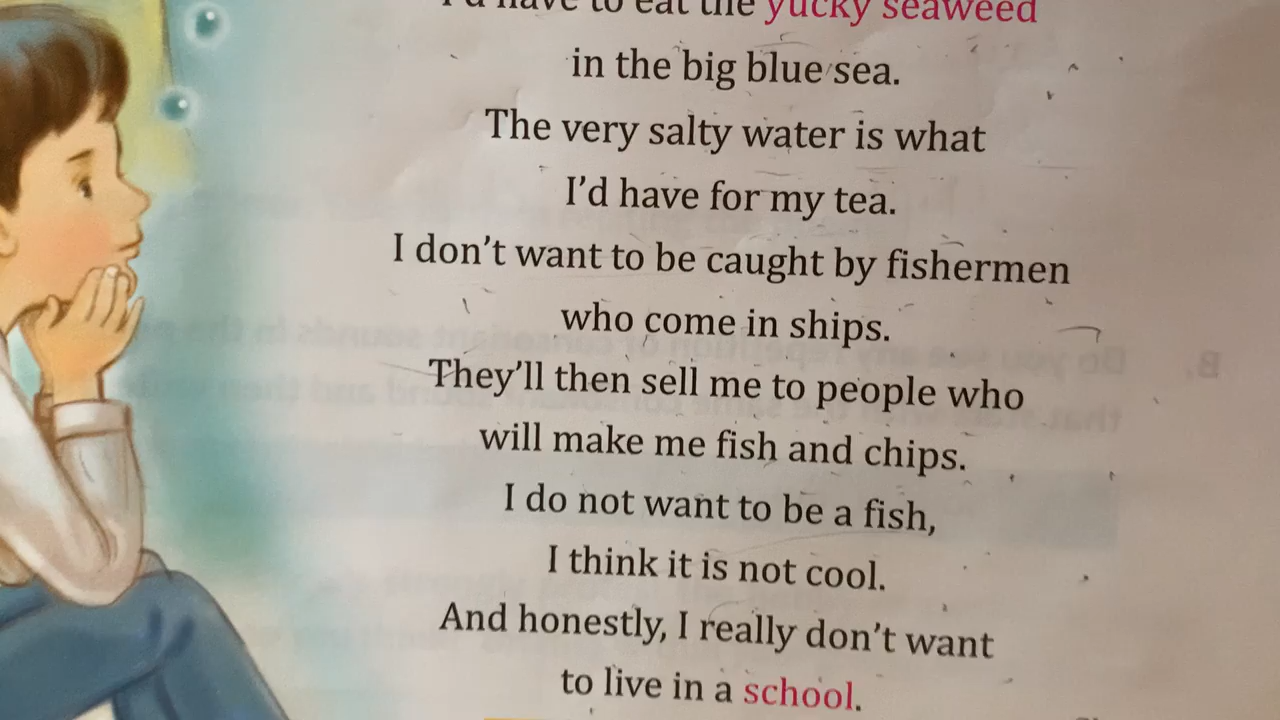 I'd have to eat the yucky seaweed
in the big blue sea.
The very salty water is what
I'd have for my tea.
I don't want to be caught by fishermen
who come in ships.
They'll then sell me to people who
will make me fish and chips.
I do not want to be a fish,
I think it is not cool.
And honestly, I really don't want
to live in a school.